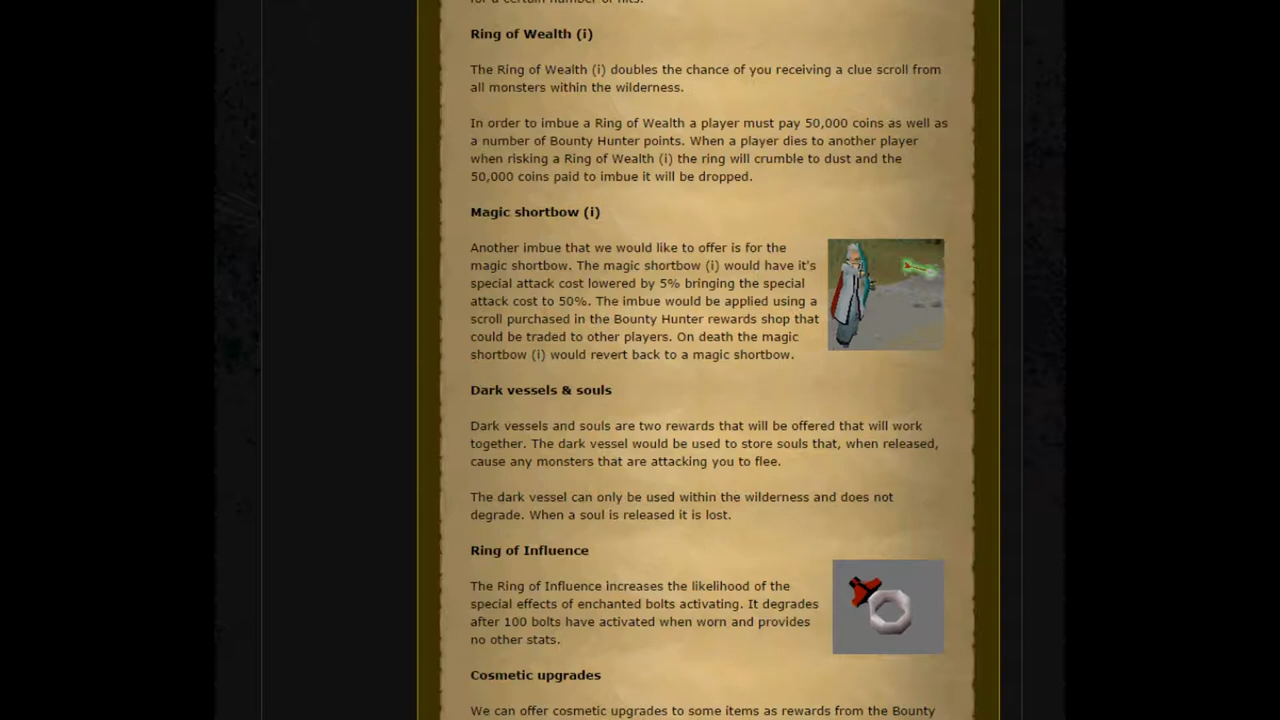 for a certain number of hits.
Ring of Wealth (i)
The Ring of Wealth (i) doubles the chance of you receiving a clue scroll from
all monsters within the wilderness.
In order to imbue a Ring of Wealth a player must pay 50,000 coins as well as
a number of Bounty Hunter points. When a player dies to another player
when risking a Ring of Wealth (i) the ring will crumble to dust and the
50,000 coins paid to imbue it will be dropped.
Magic shortbow (i)
Another imbue that we would like to offer is for the
magic shortbow. The magic shortbow (i) would have it's
special attack cost lowered by 5% bringing the special
attack cost to 50%. The imbue would be applied using a
scroll purchased in the Bounty Hunter rewards shop that
could be traded to other players. On death the magic
shortbow (i) would revert back to a magic shortbow.
Dark vessels & souls
Dark vessels and souls are two rewards that will be offered that will work
together. The dark vessel would be used to store souls that, when released,
cause any monsters that are attacking you to flee.
The dark vessel can only be used within the wilderness and does not
degrade. When a soul is released it is lost.
Ring of Influence
The Ring of Influence increases the likelihood of the
special effects of enchanted bolts activating. It degrades
after 100 bolts have activated when worn and provides
no other stats.
Cosmetic upgrades
We can offer cosmetic upgrades to some items as rewards from the Bounty